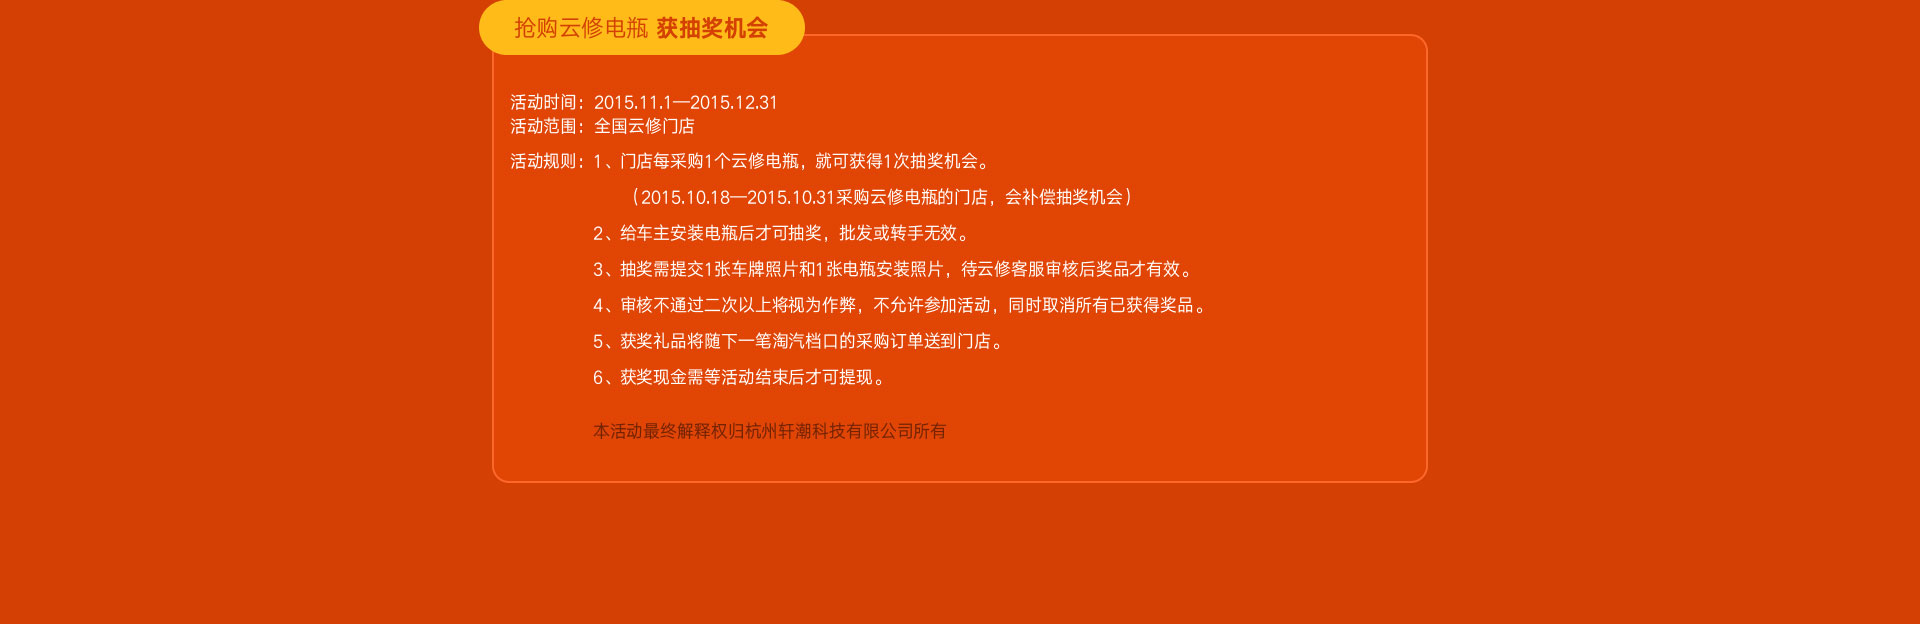 抢购云修电瓶 获抽奖机会
活动时间：2015.11.1—2015.12.31
活动范围：全国云修门店
活动规则：1、门店每采购1个云修电瓶，就可获得1次抽奖机会。
（2015.10.18—2015.10.31采购云修电瓶的门店，会补偿抽奖机会）
2、给车主安装电瓶后才可抽奖，批发或转手无效。
3、抽奖需提交1张车牌照片和1张电瓶安装照片，待云修客服审核后奖品才有效。
4、审核不通过二次以上将视为作弊，不允许参加活动，同时取消所有已获得奖品。
5、获奖礼品将随下一笔淘汽档口的采购订单送到门店。
6、获奖现金需等活动结束后才可提现。
本活动最终解释权归杭州轩潮科技有限公司所有